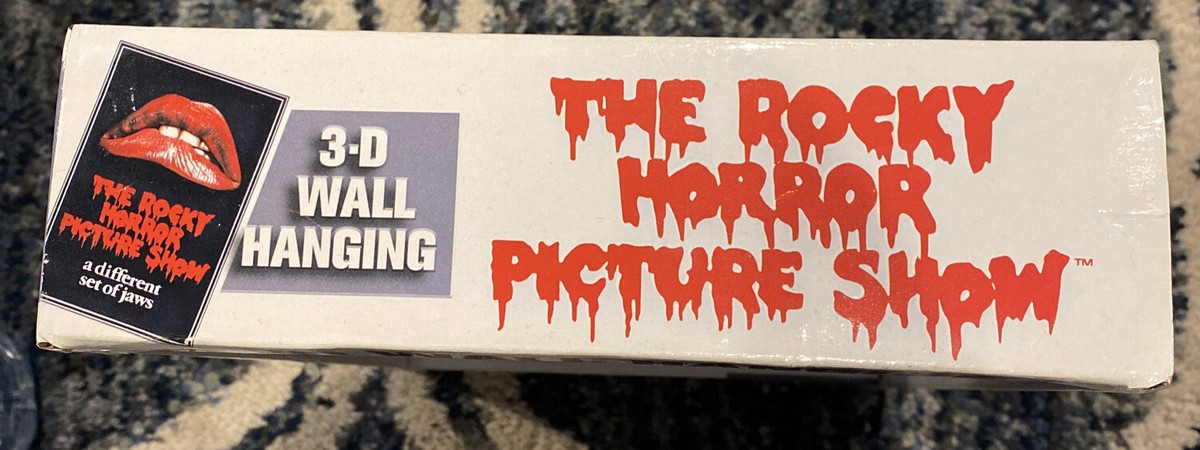 THE ROCKY
HORROR
PICTURE SHOW
a different
set of jaws
3-D
WALL
HANGING
THE ROCKY
HORROR
PICTURE SHOW™